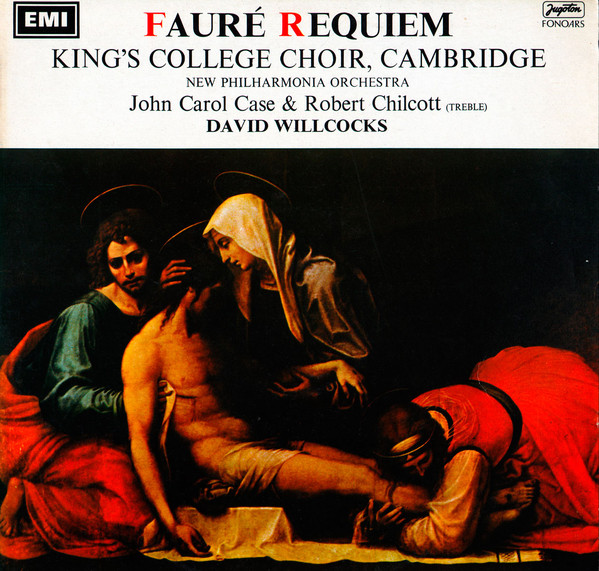 EMI
FAURÉ REQUIEM
Jugoton
FONOARS
KING'S COLLEGE CHOIR, CAMBRIDGE
NEW PHILHARMONIA ORCHESTRA
John Carol Case & Robert Chilcott (TREBLE)
DAVID WILLCOCKS